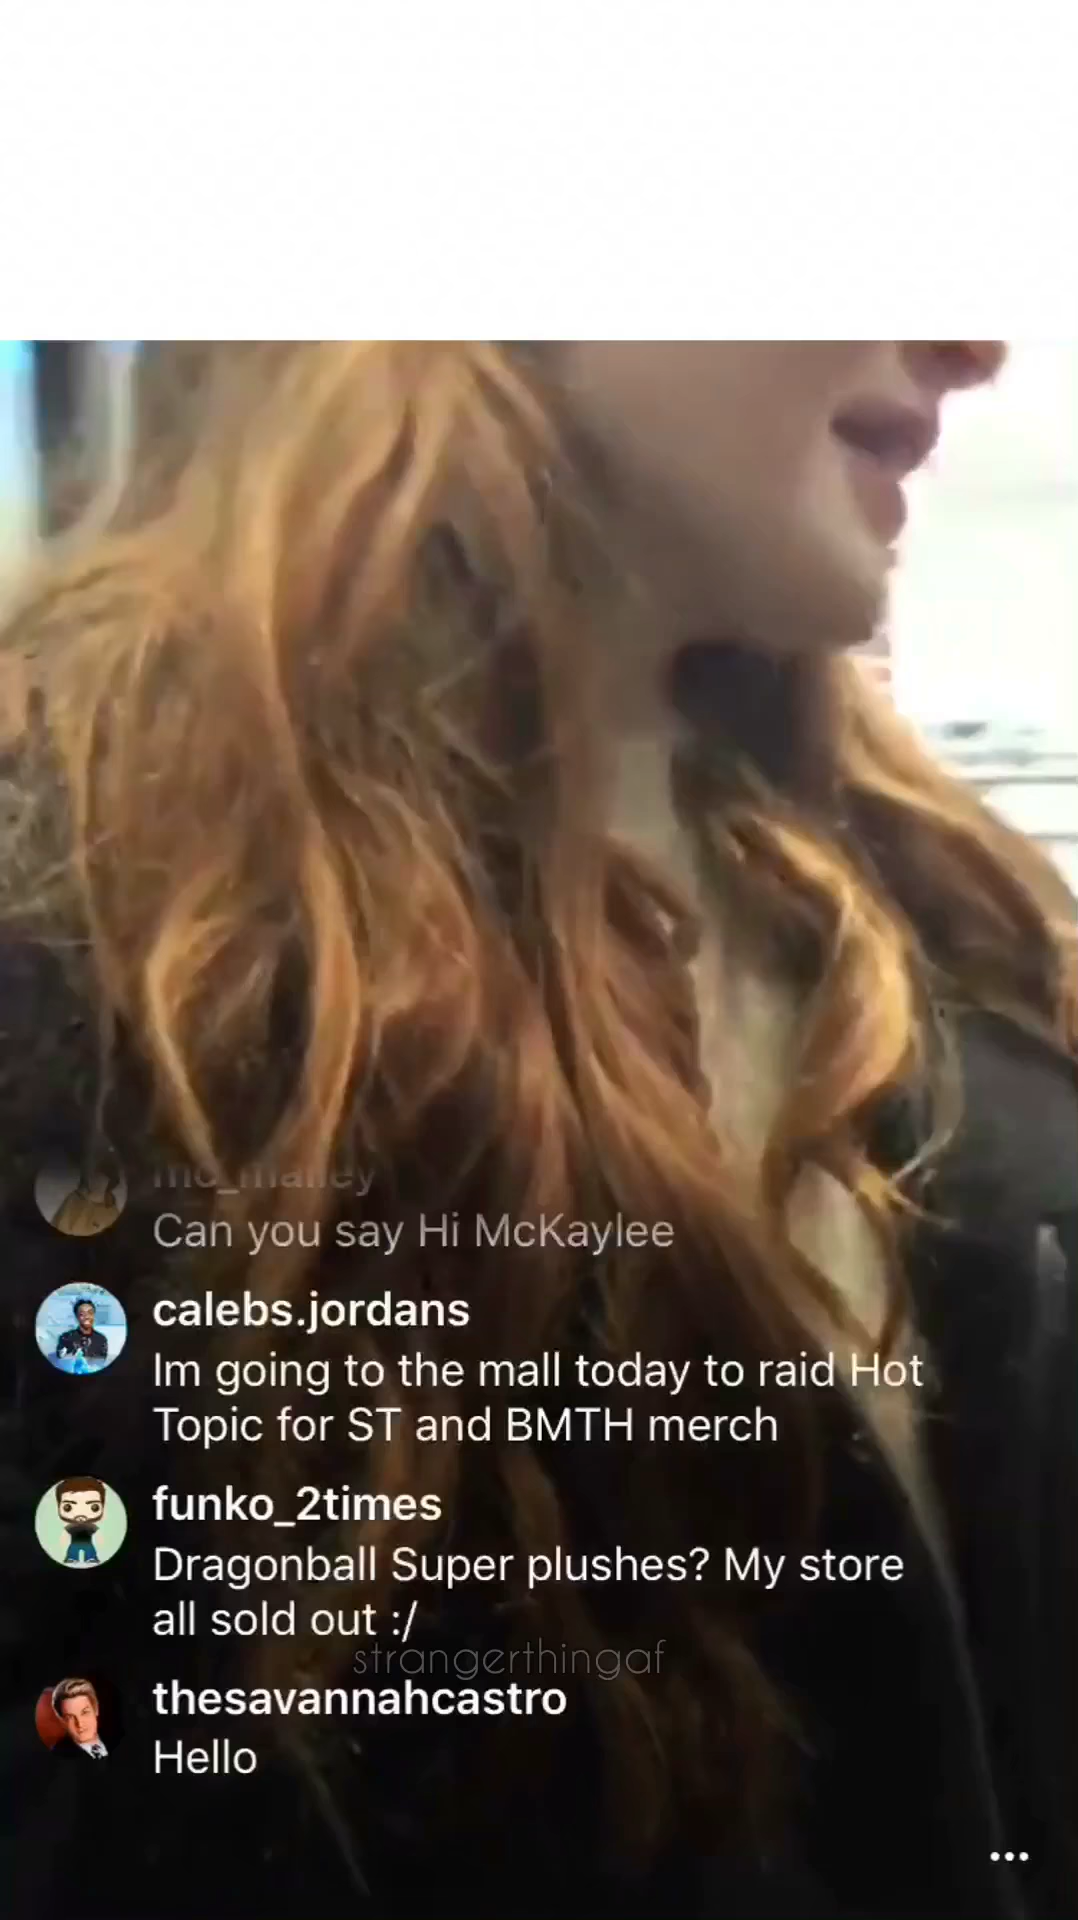 Can you say Hi McKaylee
calebs.jordans
Im going to the mall today to raid Hot
Topic for ST and BMTH merch
funko_2times
Dragonball Super plushes? My store
all sold out :/
strangerthingaf
thesavannahcastro
Hello